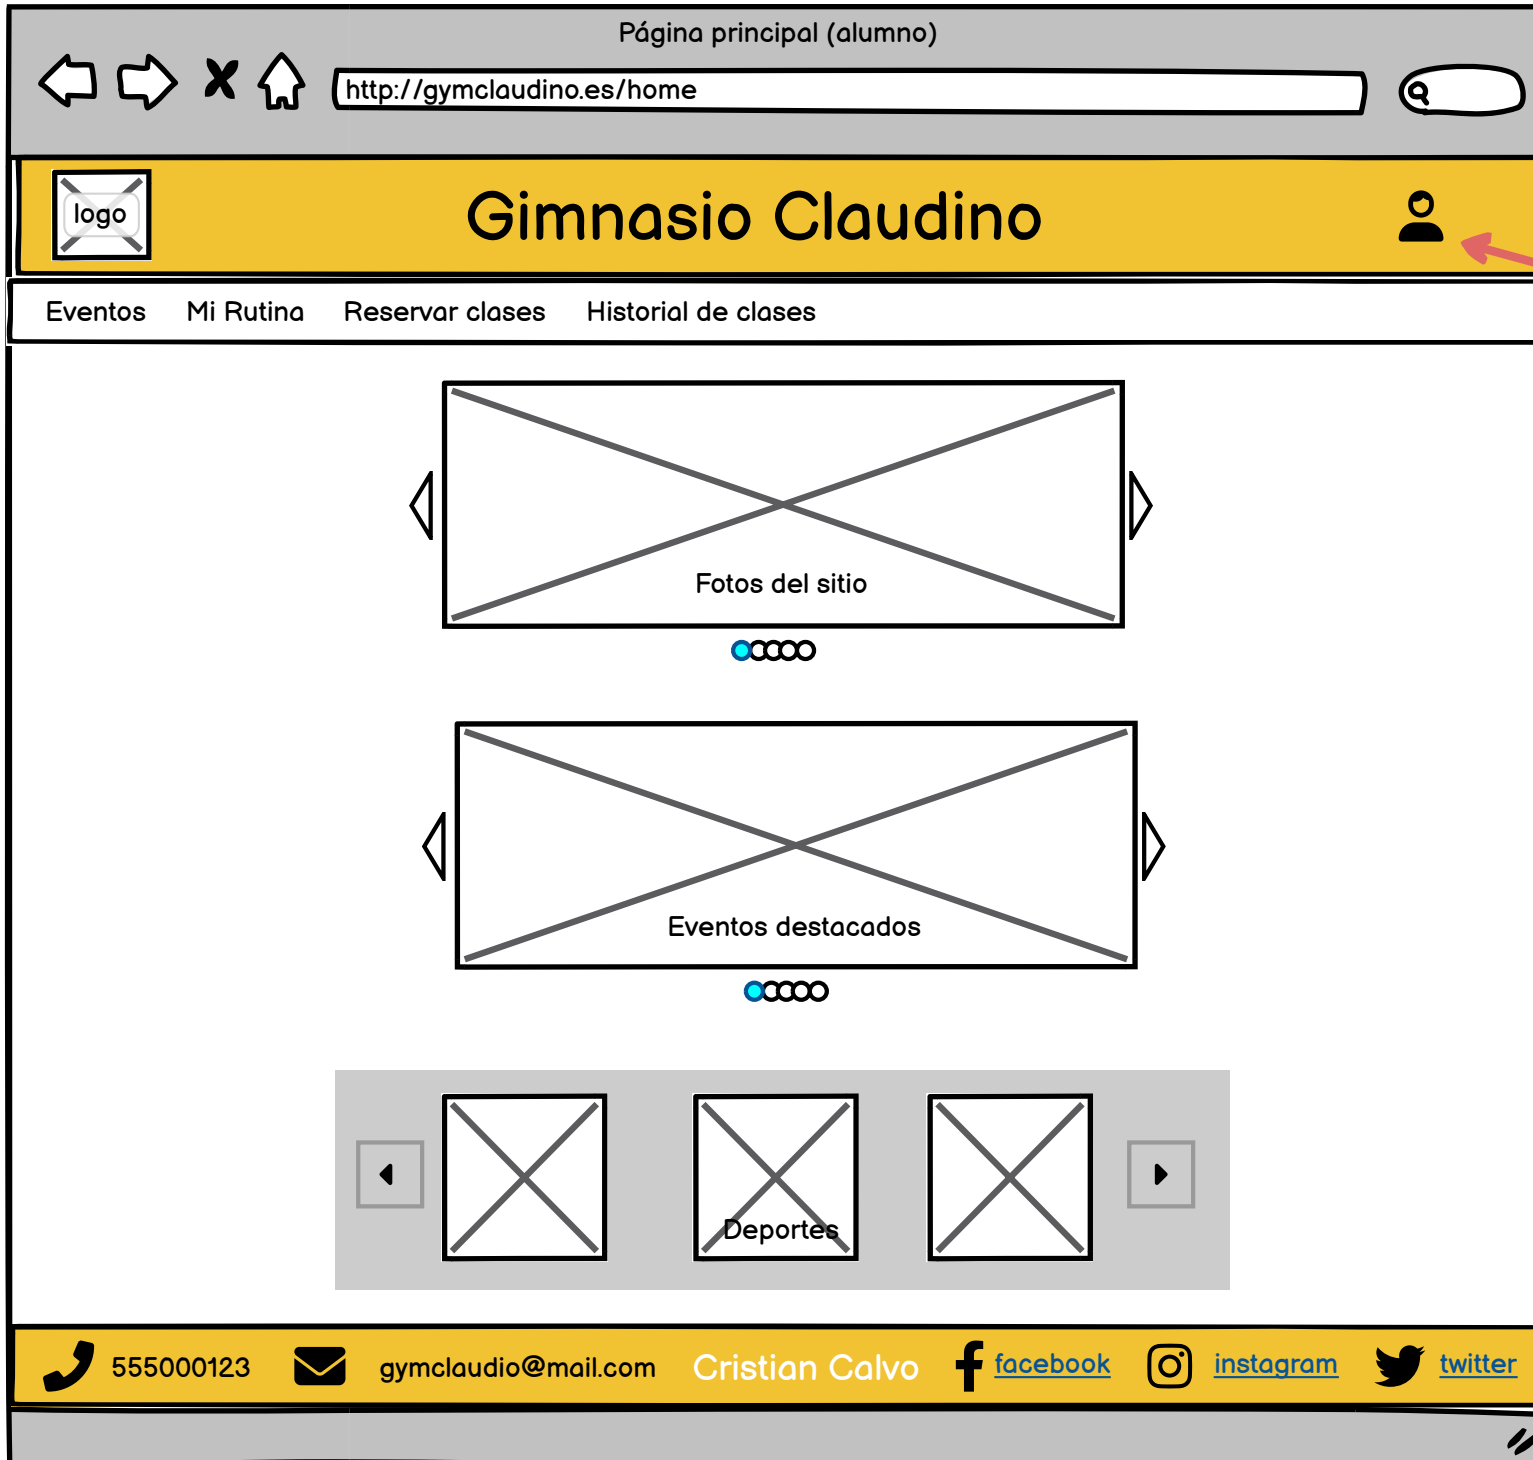 Página principal (alumno)
http://gymclaudino.es/home
logo
Gimnasio Claudino
Eventos Mi Rutina Reservar clases Historial de clases
Fotos del sitio
Eventos destacados
Deportes
555000123 gymclaudio@mail.com Cristian Calvo facebook instagram twitter